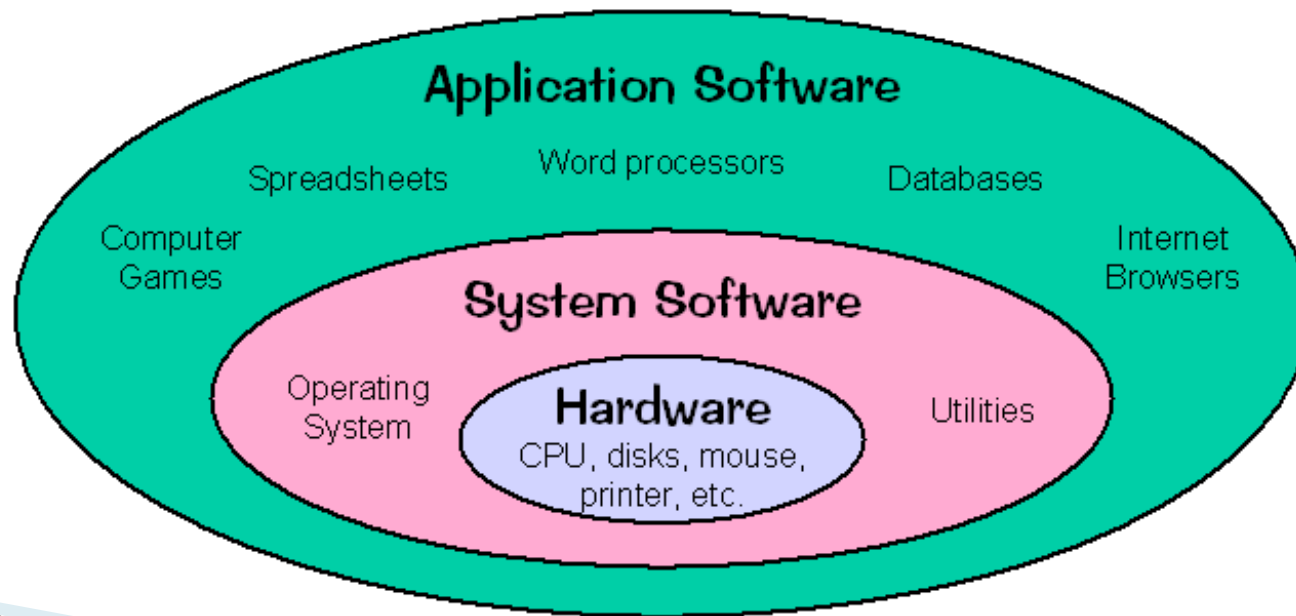 Application Software
Word processors
Spreadsheets
Databases
Computer
Games
Internet
Browsers
System Software
Operating
System
Utilities
Hardware
CPU, disks, mouse,
printer, etc.